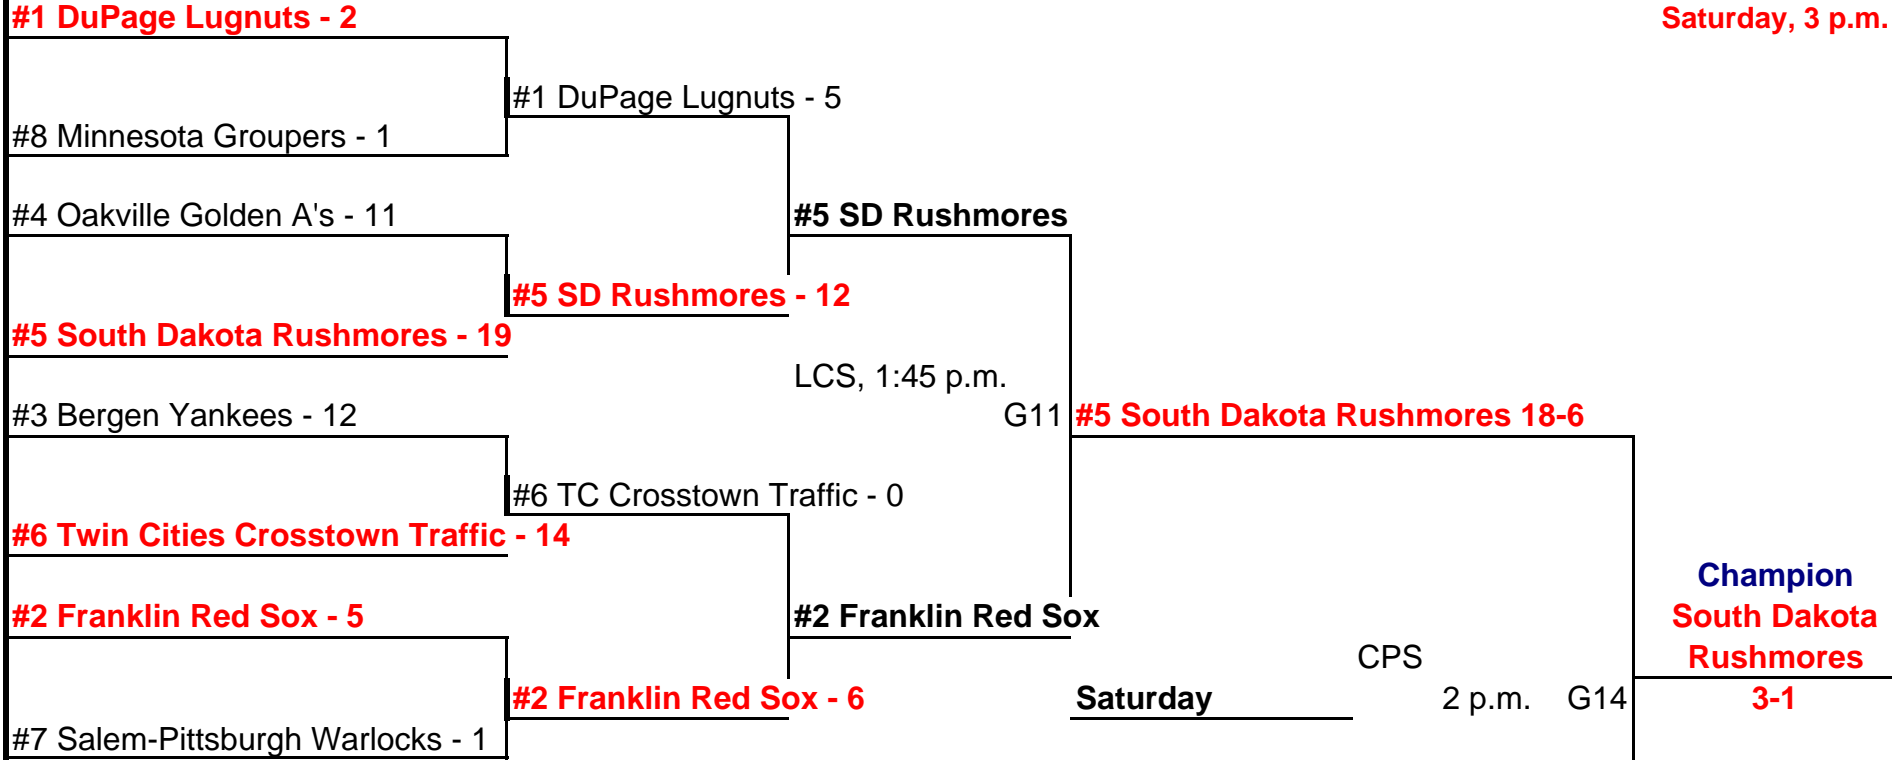 #1 DuPage Lugnuts - 2
Saturday, 3 p.m.
#1 DuPage Lugnuts - 5
#8 Minnesota Groupers - 1
#4 Oakville Golden A's - 11
#5 SD Rushmores
#5 SD Rushmores - 12
#5 South Dakota Rushmores - 19
LCS, 1:45 p.m.
#3 Bergen Yankees - 12
G11
#5 South Dakota Rushmores 18-6
#6 TC Crosstown Traffic - 0
#6 Twin Cities Crosstown Traffic - 14
Champion
#2 Franklin Red Sox - 5
#2 Franklin Red Sox
South Dakota
CPS
Rushmores
#2 Franklin Red Sox - 6
Saturday
2 p.m.
G14
3-1
#7 Salem-Pittsburgh Warlocks - 1